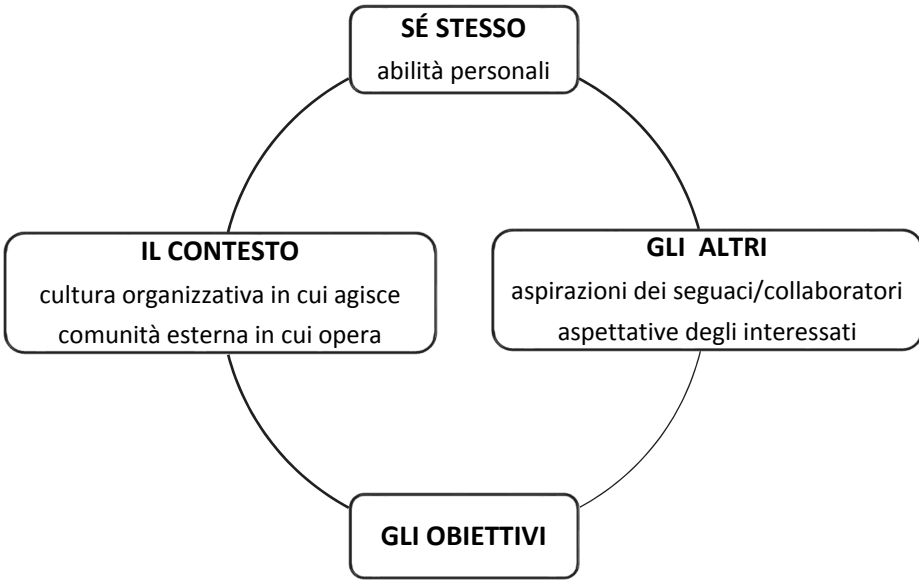 SÉ STESSO
abilità personali
IL CONTESTO
cultura organizzativa in cui agisce
comunità esterna in cui opera
GLI ALTRI
aspirazioni dei seguaci/collaboratori
aspettative degli interessati
GLI OBIETTIVI